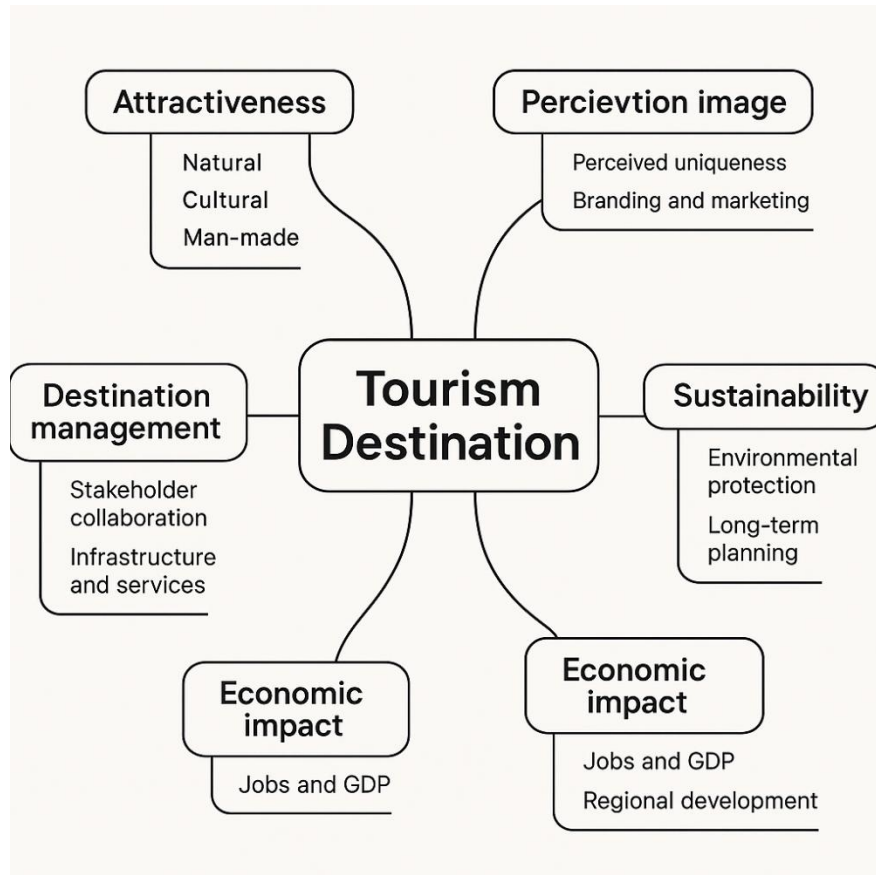 Attractiveness
Natural
Cultural
Man-made
Percievtion image
Perceived uniqueness
Branding and marketing
Tourism
Destination
Destination
management
Stakeholder
collaboration
Infrastructure
and services
Sustainability
Environmental
protection
Long-term
planning
Economic
impact
Jobs and GDP
Economic
impact
Jobs and GDP
Regional development